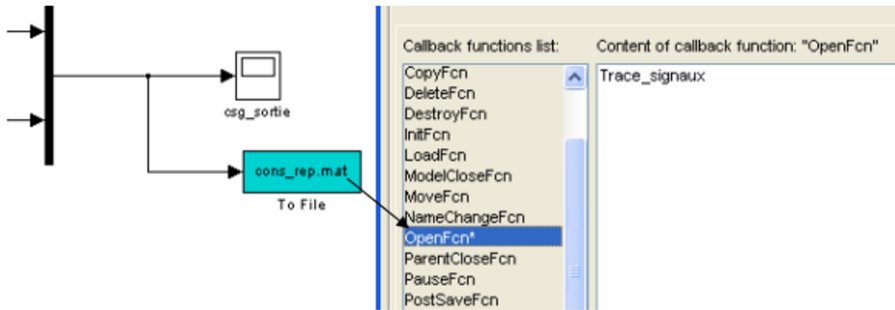 csg_sortie
cons_rep.mat
To File
Callback functions list:
CopyFcn
DeleteFcn
DestroyFcn
InitFcn
LoadFcn
ModelCloseFcn
MoveFcn
NameChangeFcn
OpenFcn*
ParentCloseFcn
PauseFcn
PostSaveFcn
Content of callback function: "OpenFcn"
Trace_signaux